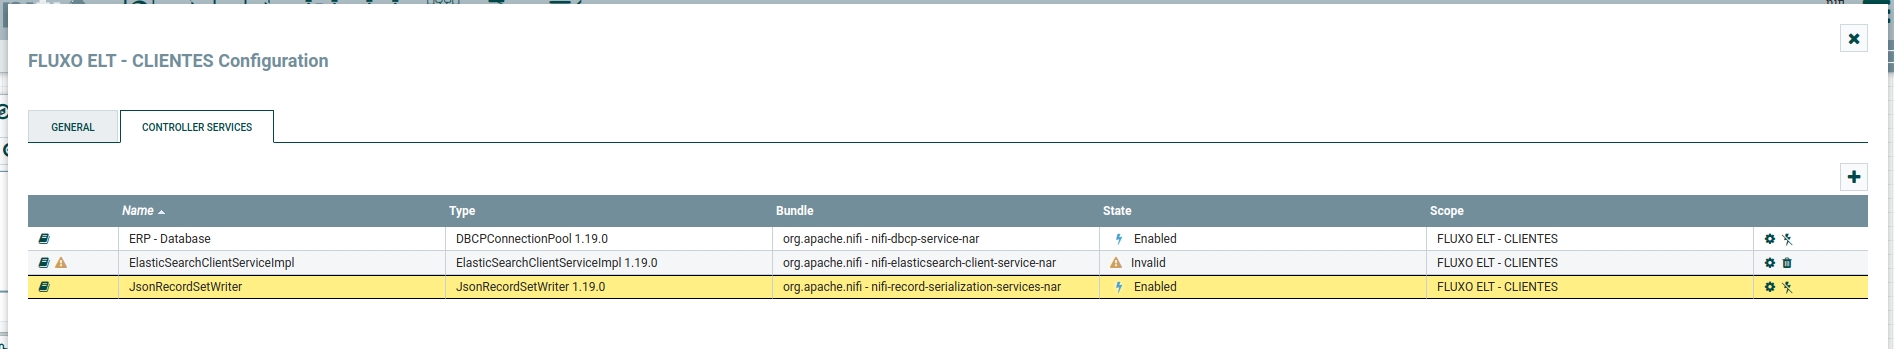 FLUXO ELT - CLIENTES Configuration
GENERAL CONTROLLER SERVICES
Name Type Bundle State Scope
ERP - Database DBCPConnectionPool 1.19.0 org.apache.nifi - nifi-dbcp-service-nar Enabled FLUXO ELT - CLIENTES
ElasticSearchClientServiceImpl ElasticSearchClientServiceImpl 1.19.0 org.apache.nifi - nifi-elasticsearch-client-service-nar Invalid FLUXO ELT - CLIENTES
JsonRecordSetWriter JsonRecordSetWriter 1.19.0 org.apache.nifi - nifi-record-serialization-services-nar Enabled FLUXO ELT - CLIENTES